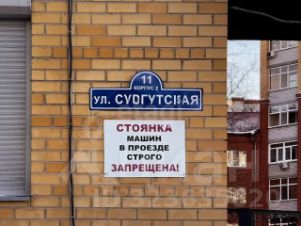 11
КОРПУС 2
УЛ. СУРГУТСКАЯ
СТОЯНКА
МАШИН
В ПРОЕЗДЕ
СТРОГО
ЗАПРЕЩЕНА!